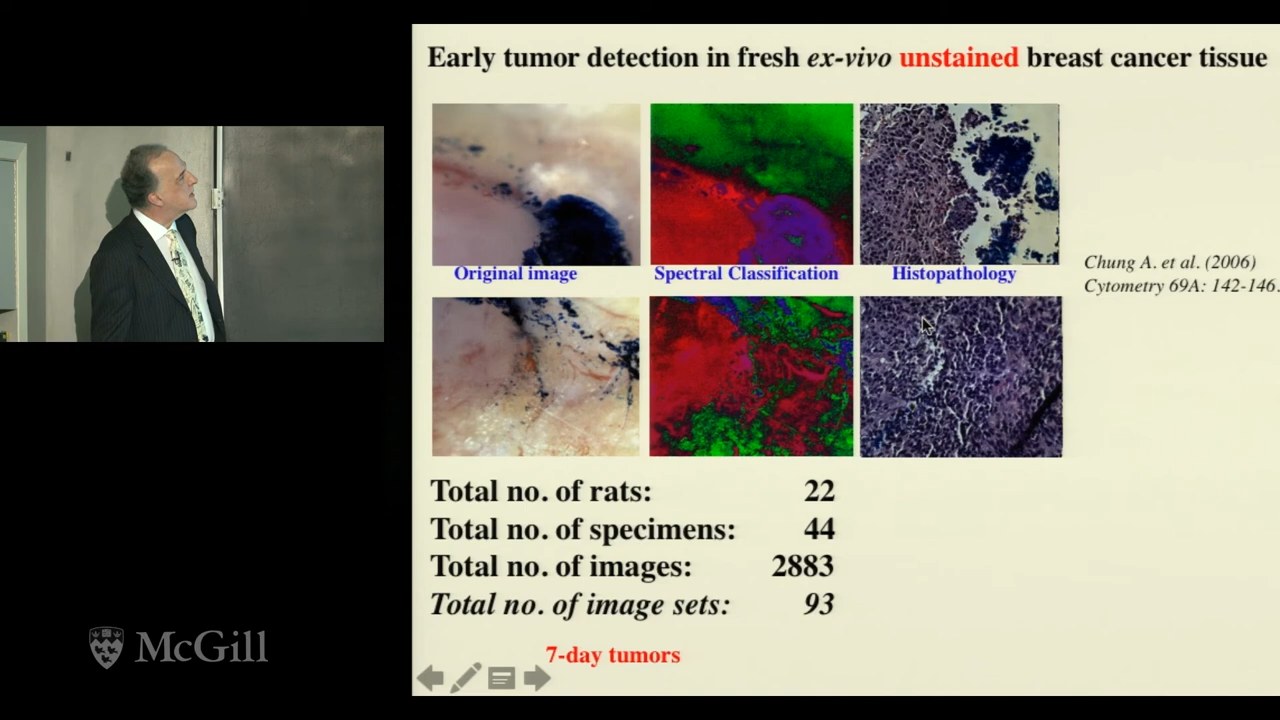 Early tumor detection in fresh ex-vivo unstained breast cancer tissue
Original image
Spectral Classification
Histopathology
Chung A. et al. (2006)
Cytometry 69A: 142-146.
Total no. of rats: 22
Total no. of specimens: 44
Total no. of images: 2883
Total no. of image sets: 93
7-day tumors
McGill